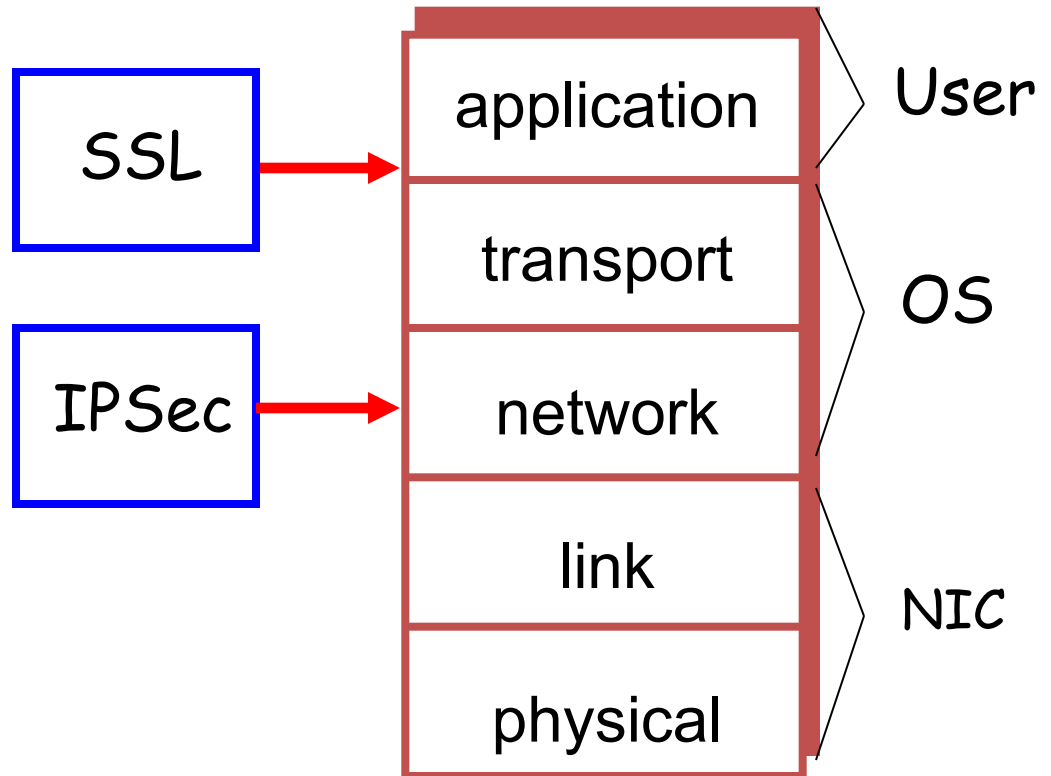 SSL
IPSec
application
transport
network
link
physical
User
OS
NIC